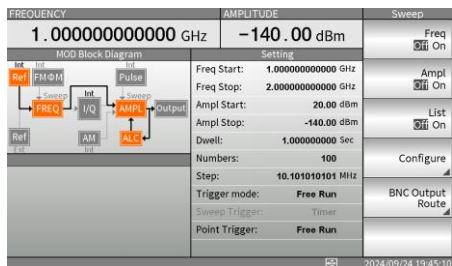 FREQUENCY
AMPLITUDE
Sweep
1.000000000000 GHz
-140.00 dBm
Freq
Off On
MOD Block Diagram
Setting
Int
Int
Int
Ref
FMΦM
Pulse
Sweep
Int
Sweep
FREQ
I/Q
AMPL
Output
Ref
AM
ALC
Ext
Int
Freq Start: 1.000000000000 GHz
Freq Stop: 2.000000000000 GHz
Ampl Start: 20.00 dBm
Ampl Stop: -140.00 dBm
Dwell: 1.000000000 Sec
Numbers: 100
Step: 10.101010101 MHz
Trigger mode: Free Run
Sweep Trigger: Timer
Point Trigger: Free Run
Ampl
Off On
List
Off On
Configure
BNC Output
Route
2024/09/24 19:45:10